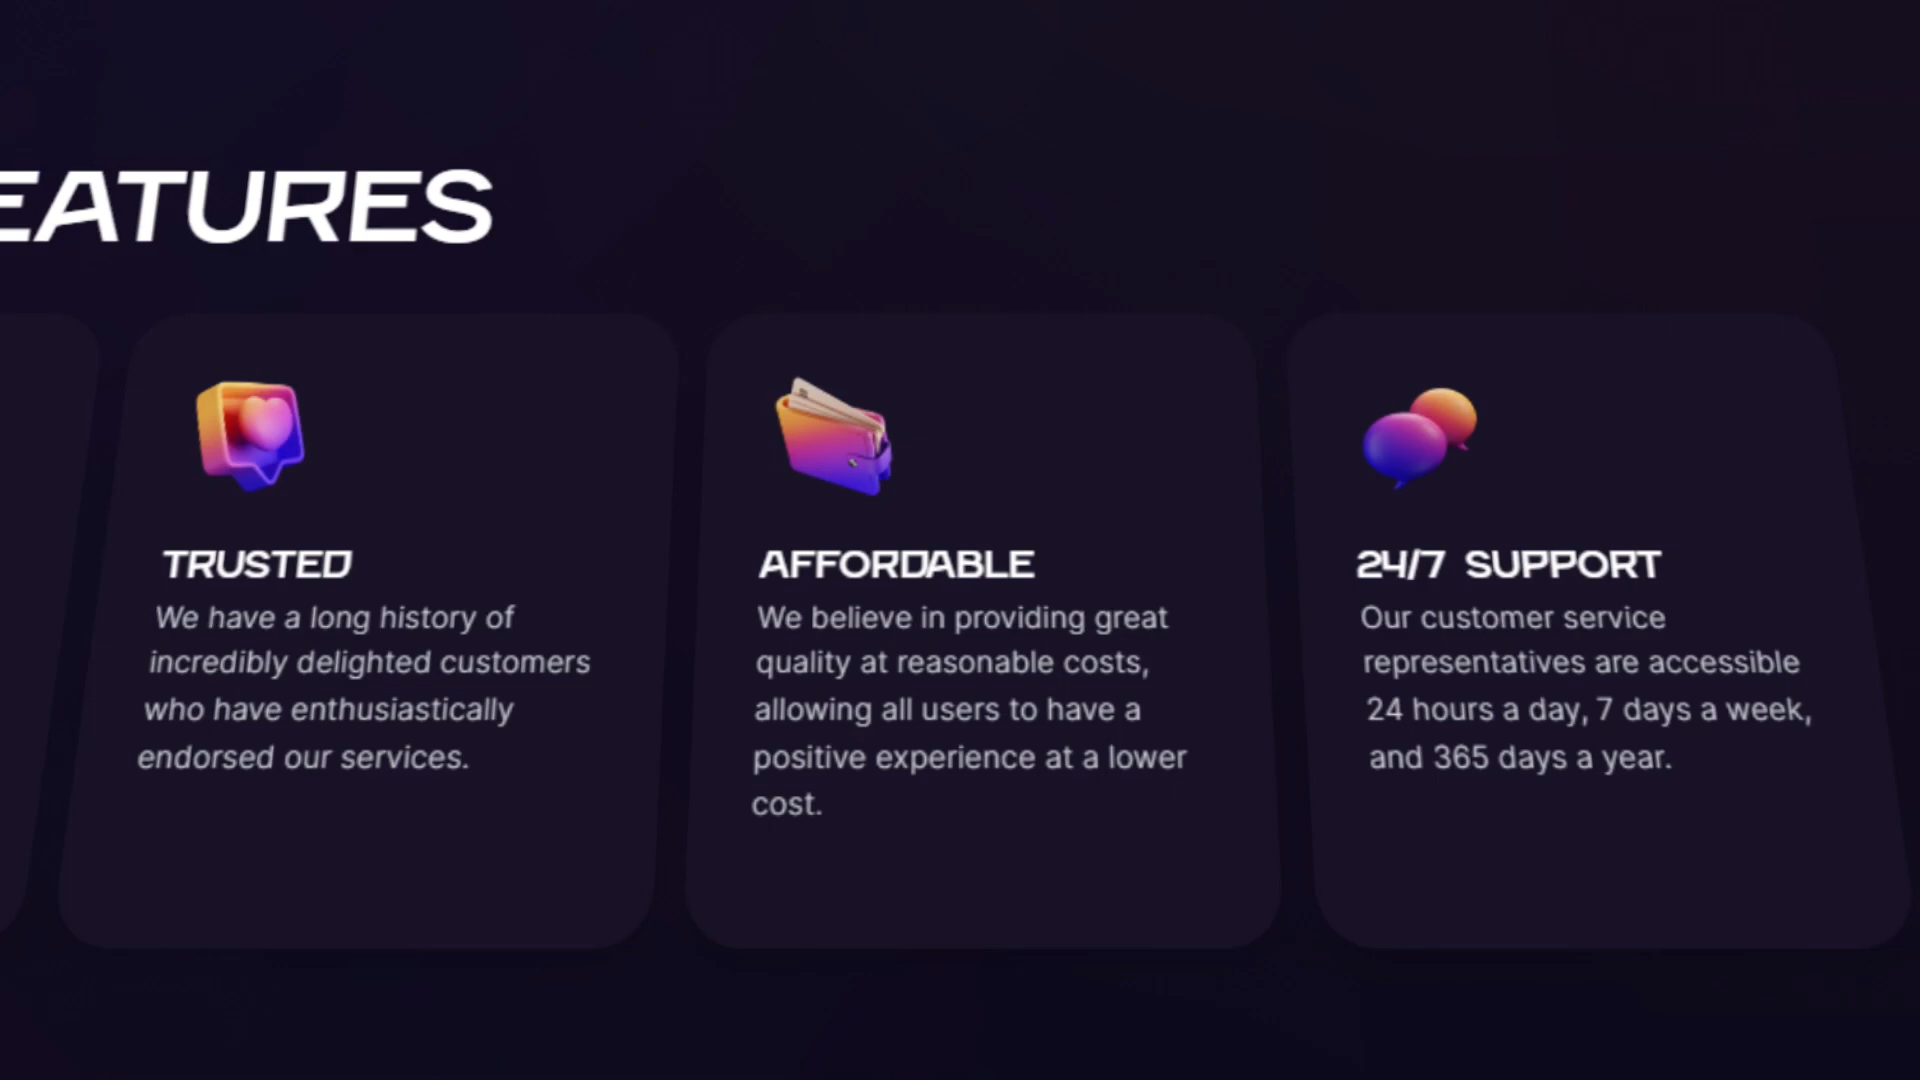 EATURES
TRUSTED
We have a long history of
incredibly delighted customers
who have enthusiastically
endorsed our services.
AFFORDABLE
We believe in providing great
quality at reasonable costs,
allowing all users to have a
positive experience at a lower
cost.
24/7 SUPPORT
Our customer service
representatives are accessible
24 hours a day, 7 days a week,
and 365 days a year.